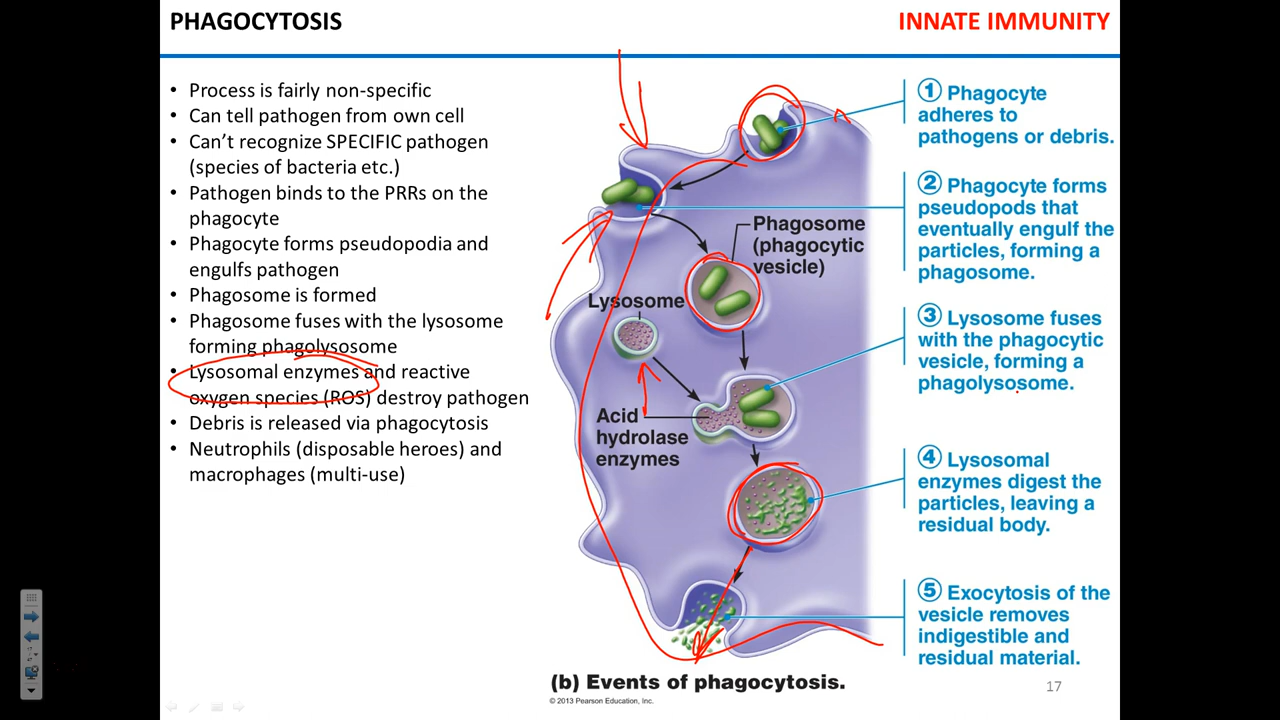 PHAGOCYTOSIS
INNATE IMMUNITY
• Process is fairly non-specific
• Can tell pathogen from own cell
• Can't recognize SPECIFIC pathogen
(species of bacteria etc.)
• Pathogen binds to the PRRs on the
phagocyte
• Phagocyte forms pseudopodia and
engulfs pathogen
• Phagosome is formed
• Phagosome fuses with the lysosome
forming phagolysosome
• Lysosomal enzymes and reactive
oxygen species (ROS) destroy pathogen
• Debris is released via phagocytosis
• Neutrophils (disposable heroes) and
macrophages (multi-use)
Phagosome
(phagocytic
vesicle)
Lysosome
Acid
hydrolase
enzymes
① Phagocyte
adheres to
pathogens or debris.
② Phagocyte forms
pseudopods that
eventually engulf the
particles, forming a
phagosome.
③ Lysosome fuses
with the phagocytic
vesicle, forming a
phagolysosome.
④ Lysosomal
enzymes digest the
particles, leaving a
residual body.
⑤ Exocytosis of the
vesicle removes
indigestible and
residual material.
(b) Events of phagocytosis.
© 2013 Pearson Education, Inc.
17